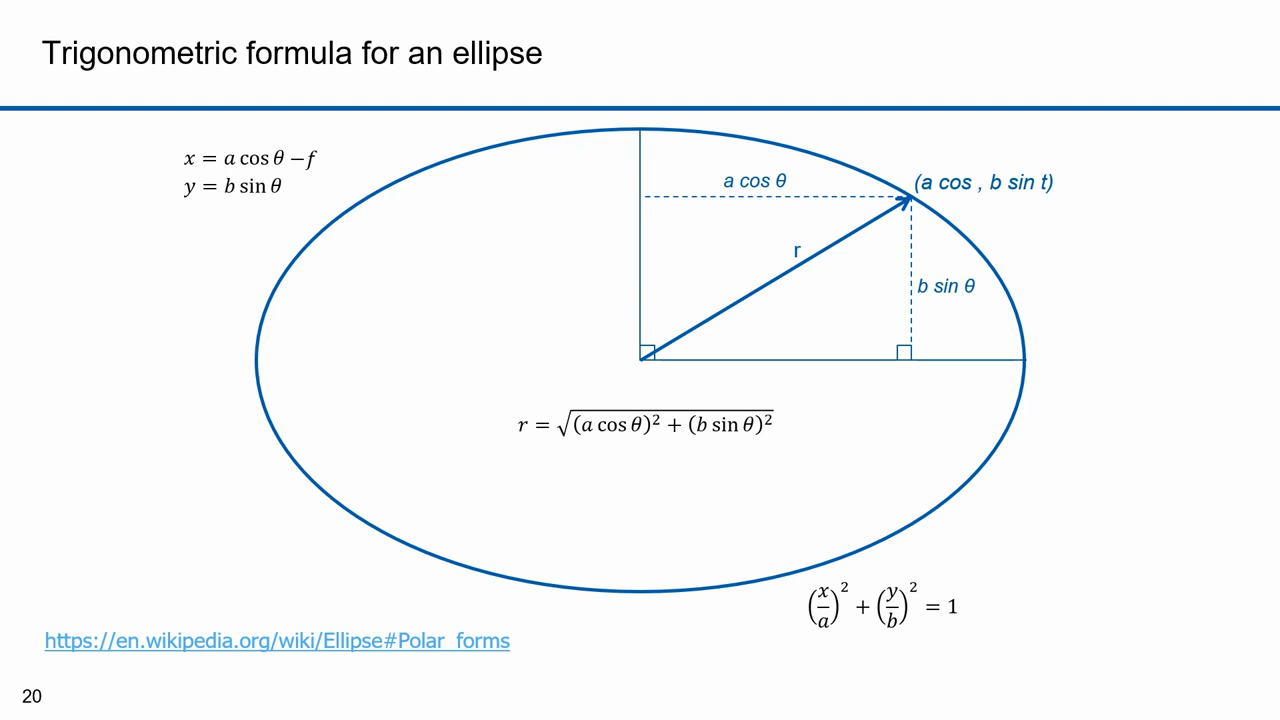 Trigonometric formula for an ellipse
x = a cos θ − f
y = b sin θ
a cos θ
(a cos , b sin t)
r
b sin θ
r = √((a cos θ)² + (b sin θ)²)
(x/a)² + (y/b)² = 1
https://en.wikipedia.org/wiki/Ellipse#Polar_forms
20